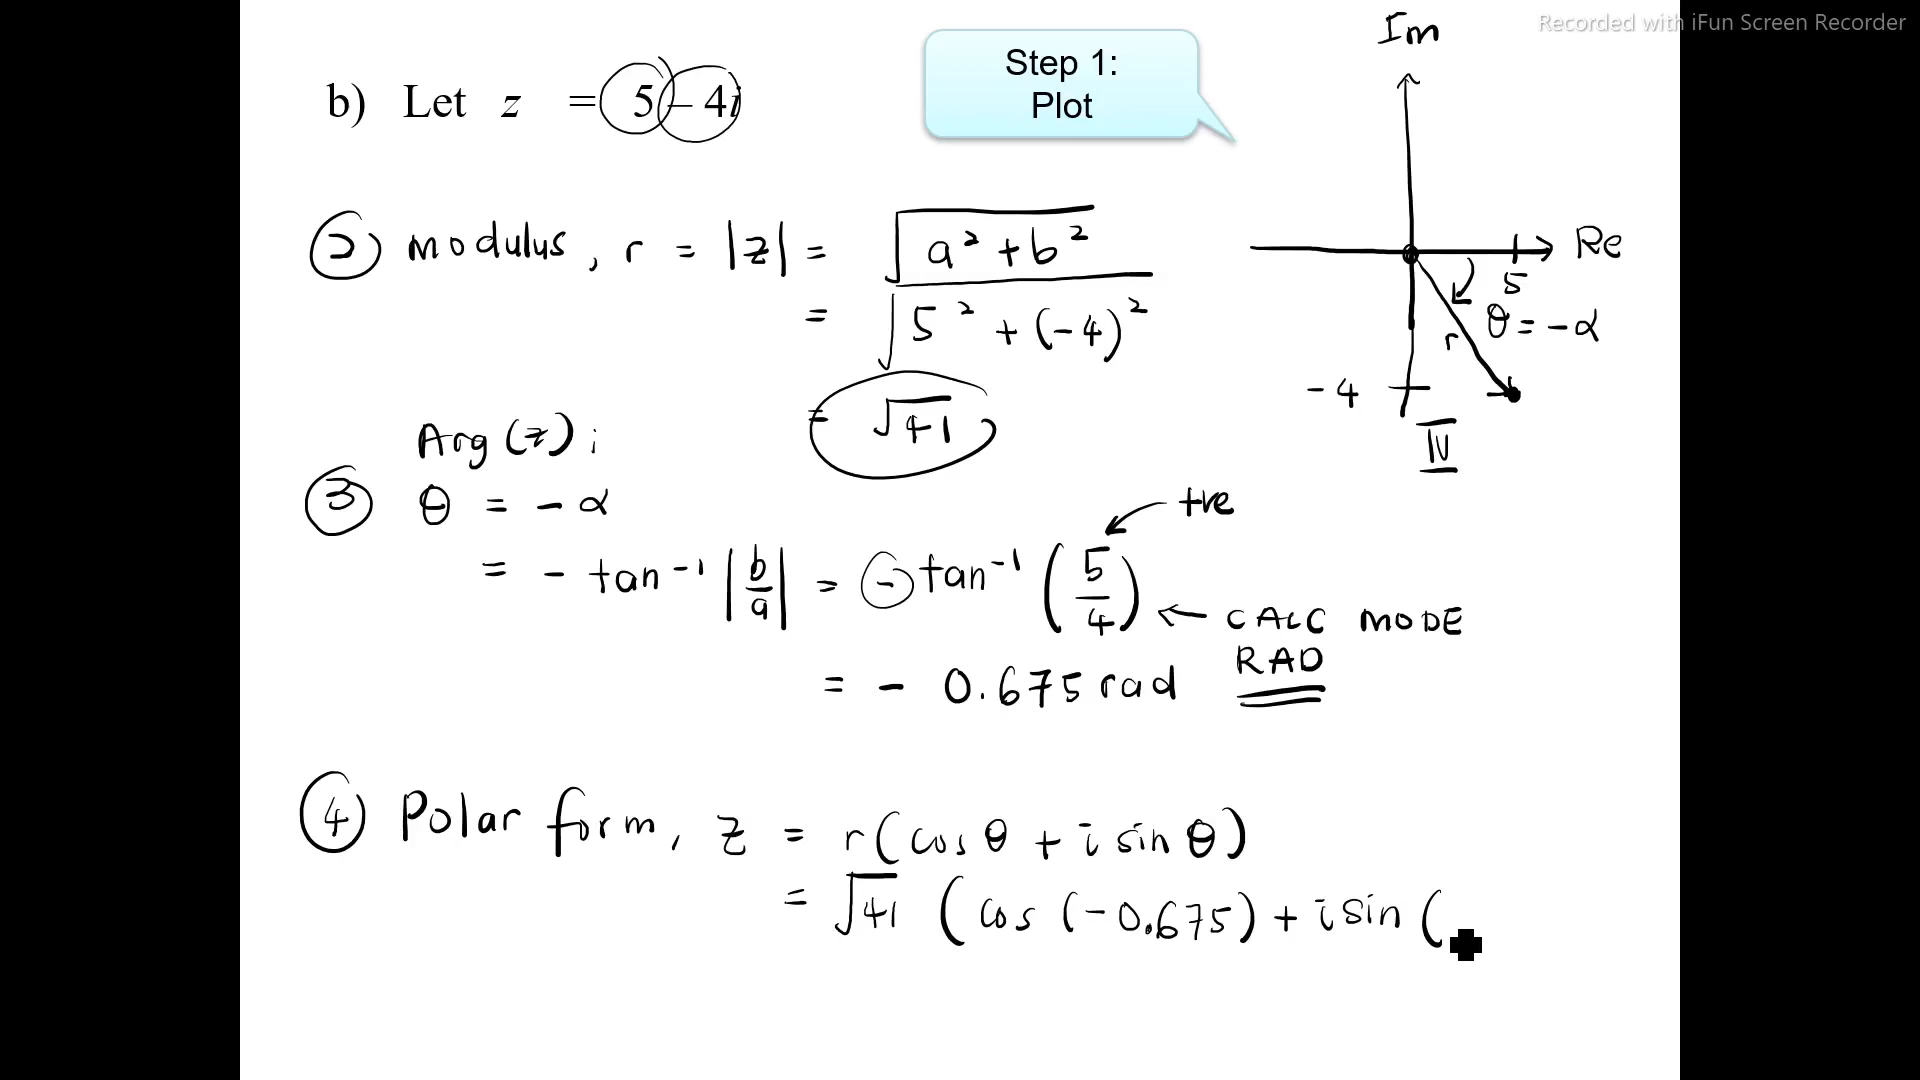 Recorded with iFun Screen Recorder
Im
Step 1:
Plot
b) Let z = 5 – 4i
② modulus, r = |z| = √(a² + b²)
= √(5² + (-4)²)
= √41
Re
5
θ = -α
r
-4
IV
Arg(z);
③ θ = -α
= - tan⁻¹ |b/a| = - tan⁻¹ (5/4)
+ve
← CALC MODE
RAD
= - 0.675 rad
④ Polar form, z = r(cos θ + i sin θ)
= √41 (cos (-0.675) + i sin (